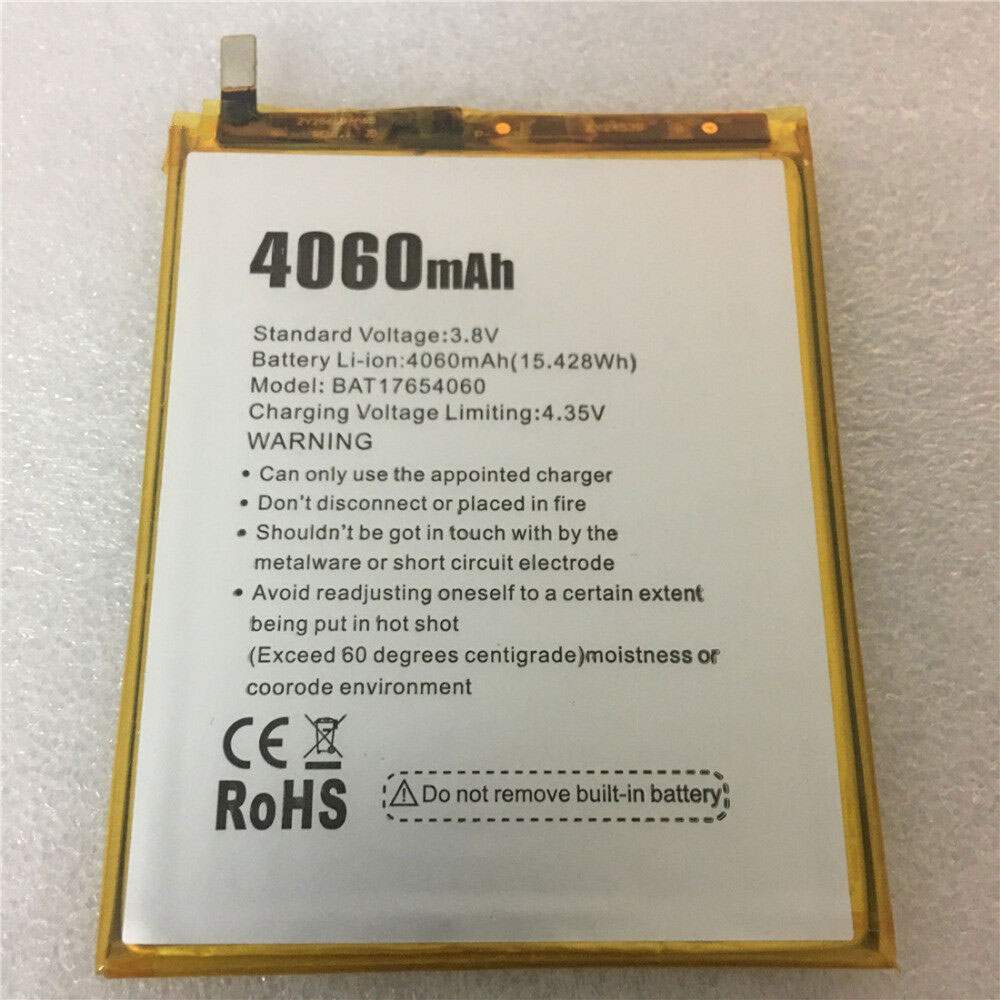 4060mAh
Standard Voltage:3.8V
Battery Li-ion:4060mAh(15.428Wh)
Model: BAT17654060
Charging Voltage Limiting:4.35V
WARNING
• Can only use the appointed charger
• Don't disconnect or placed in fire
• Shouldn't be got in touch with by the
metalware or short circuit electrode
• Avoid readjusting oneself to a certain extent
being put in hot shot
(Exceed 60 degrees centigrade)moistness or
coorode environment
CE
RoHS
Do not remove built-in battery